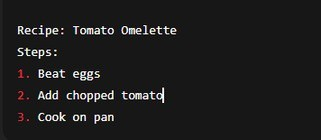 Recipe: Tomato Omelette
Steps:
1. Beat eggs
2. Add chopped tomato
3. Cook on pan